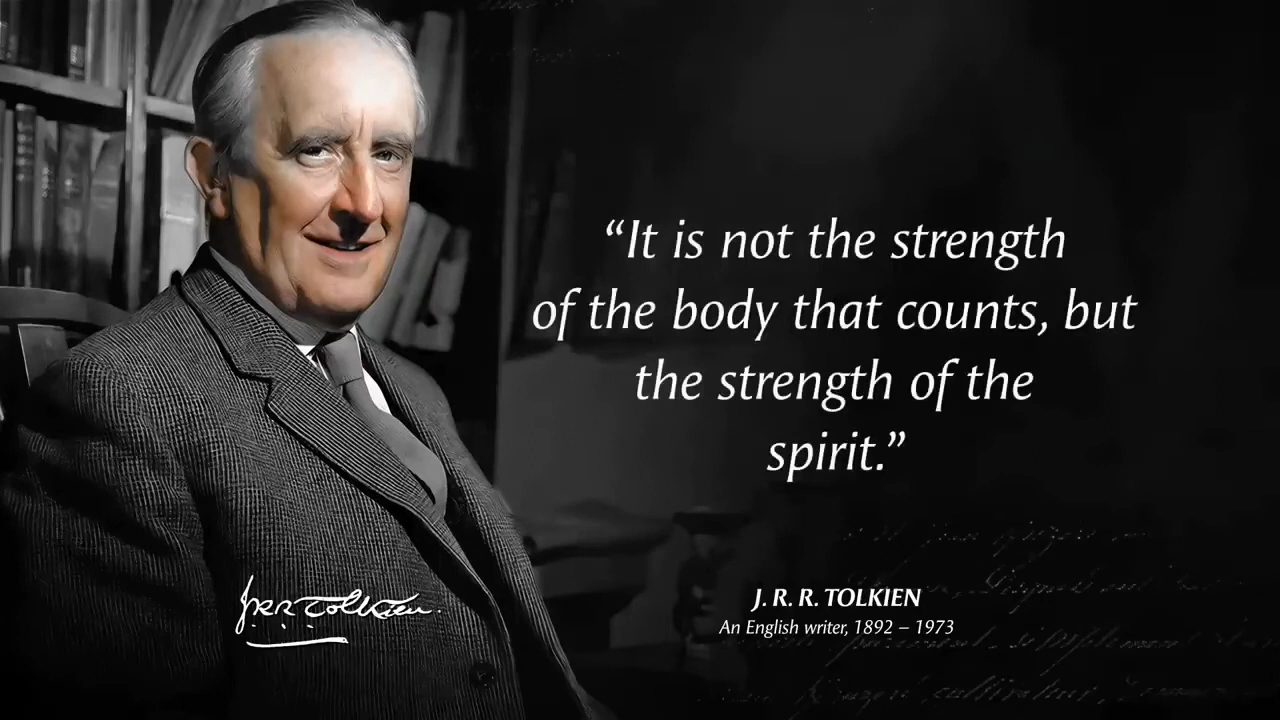 “It is not the strength
of the body that counts, but
the strength of the
spirit.”
J.R.R. Tolkien.
J. R. R. TOLKIEN
An English writer, 1892 – 1973